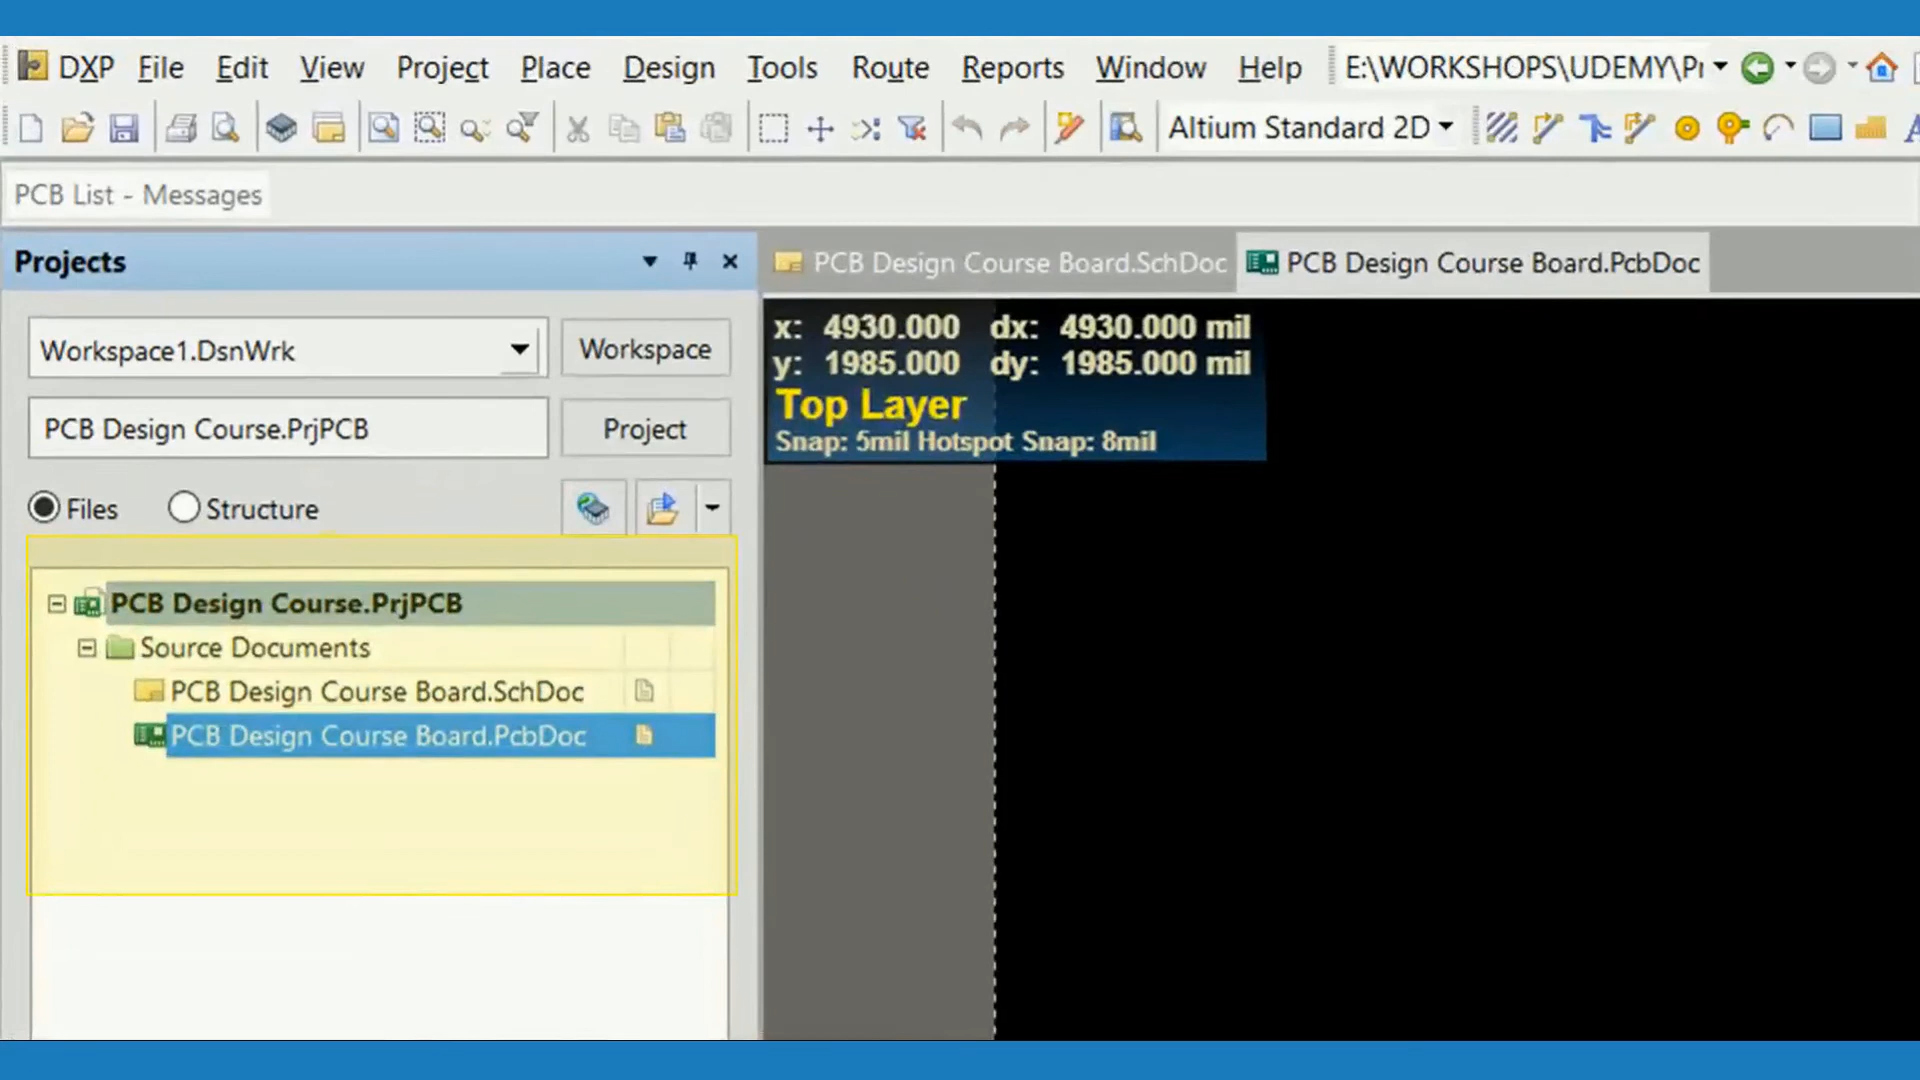 DXP File Edit View Project Place Design Tools Route Reports Window Help E:\WORKSHOPS\UDEMY\Pr
Altium Standard 2D
PCB List - Messages
Projects
PCB Design Course Board.SchDoc PCB Design Course Board.PcbDoc
Workspace1.DsnWrk Workspace
PCB Design Course.PrjPCB Project
Files Structure
x: 4930.000 dx: 4930.000 mil
y: 1985.000 dy: 1985.000 mil
Top Layer
Snap: 5mil Hotspot Snap: 8mil
PCB Design Course.PrjPCB
Source Documents
PCB Design Course Board.SchDoc
PCB Design Course Board.PcbDoc